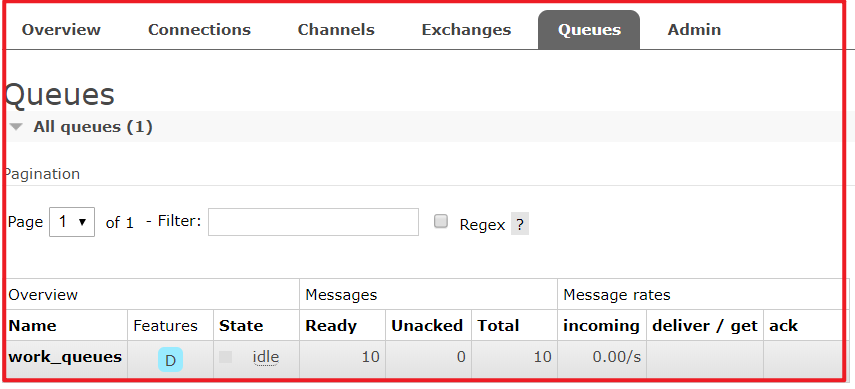 Overview Connections Channels Exchanges Queues Admin
Queues
All queues (1)
Pagination
Page 1 of 1 - Filter: Regex ?
Overview Messages Message rates
Name Features State Ready Unacked Total incoming deliver / get ack
work_queues D idle 10 0 10 0.00/s